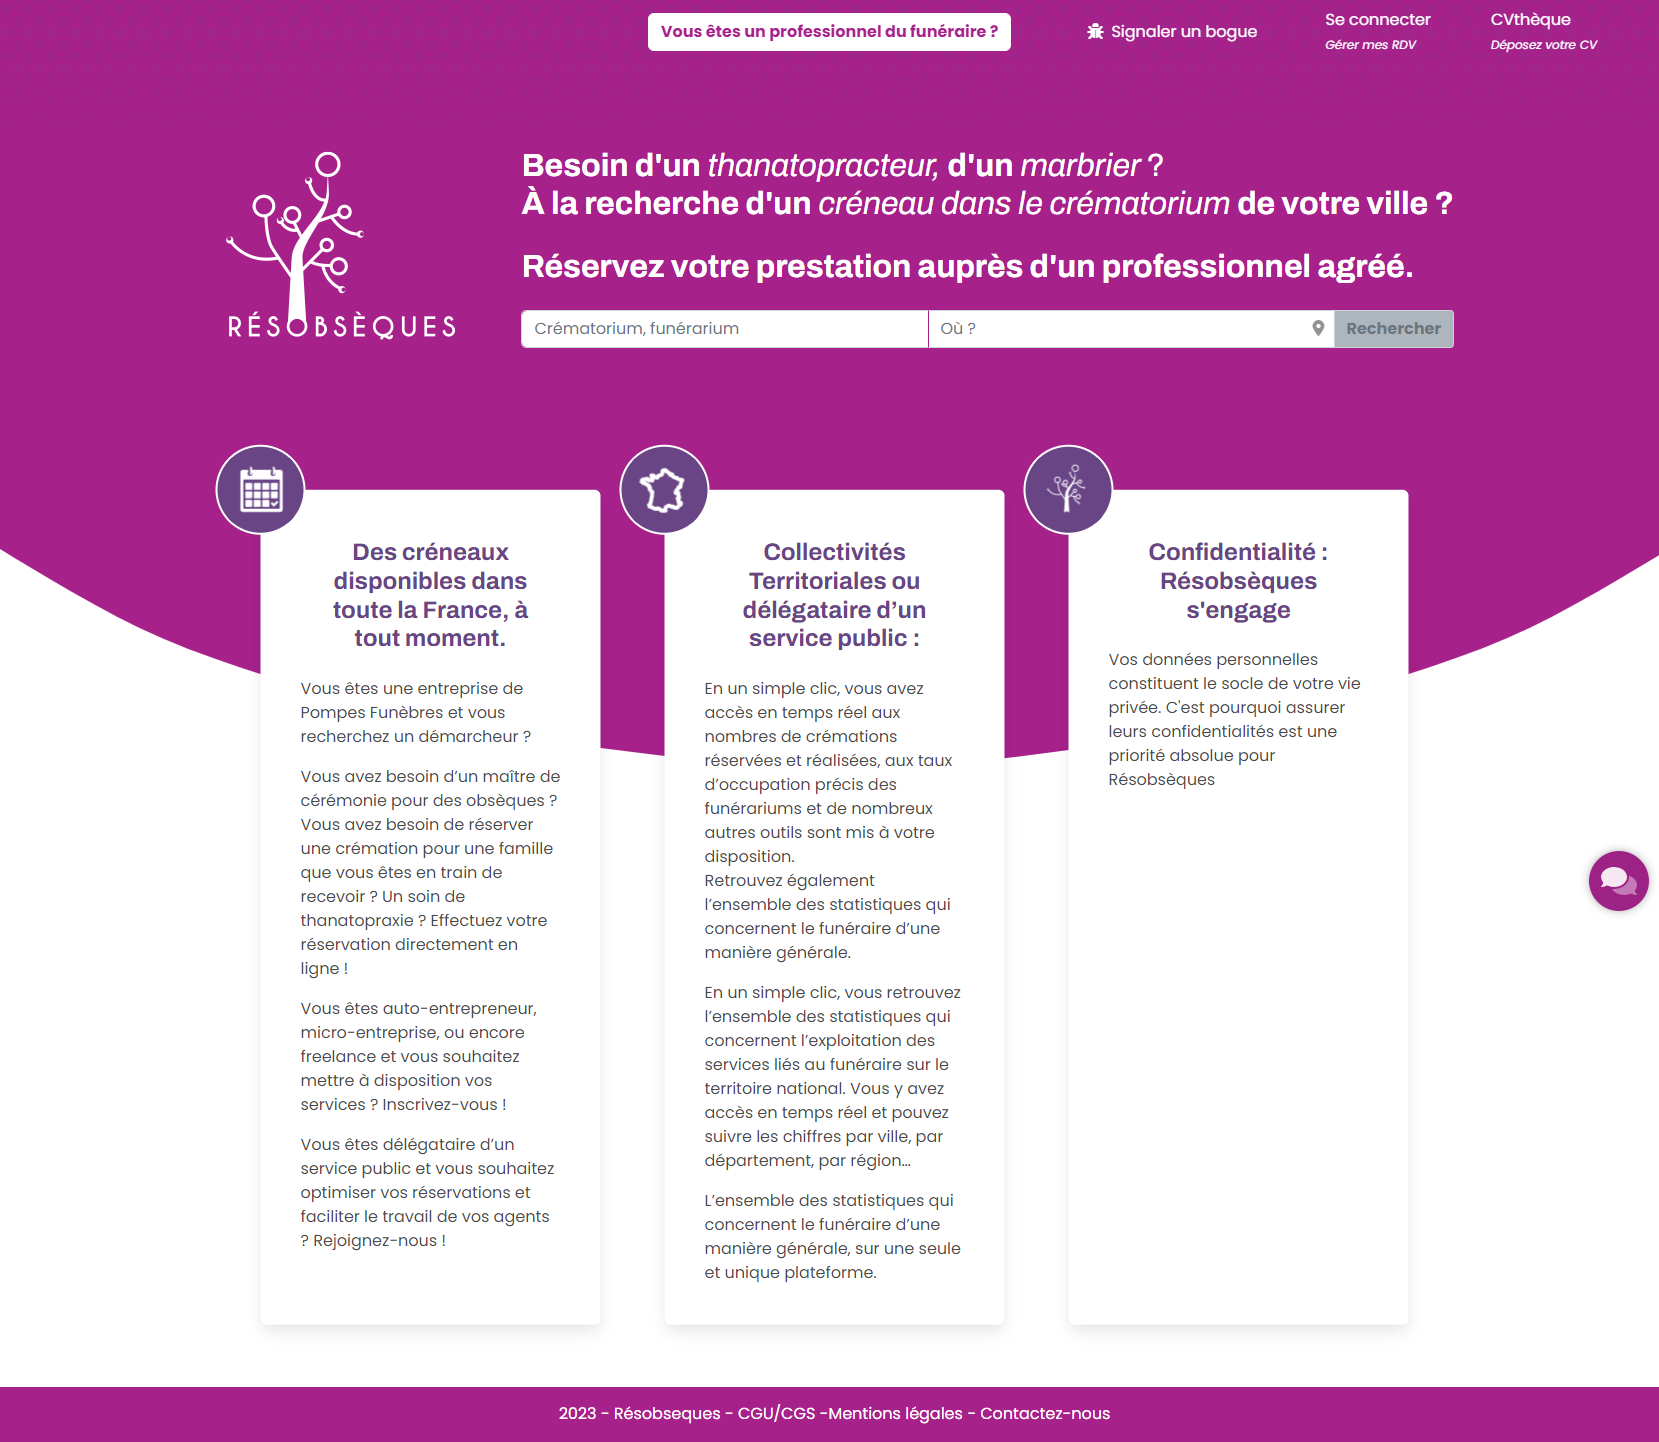 Vous êtes un professionnel du funéraire ?
Signaler un bogue
Se connecter
Gérer mes RDV
CVthèque
Déposez votre CV
RÉSOBSÈQUES
Besoin d'un thanatopracteur, d'un marbrier ?
À la recherche d'un créneau dans le crématorium de votre ville ?
Réservez votre prestation auprès d'un professionnel agréé.
Crématorium, funérarium
Où ?
Rechercher
Des créneaux
disponibles dans
toute la France, à
tout moment.
Vous êtes une entreprise de
Pompes Funèbres et vous
recherchez un démarcheur ?
Vous avez besoin d’un maître de
cérémonie pour des obsèques ?
Vous avez besoin de réserver
une crémation pour une famille
que vous êtes en train de
recevoir ? Un soin de
thanatopraxie ? Effectuez votre
réservation directement en
ligne !
Vous êtes auto-entrepreneur,
micro-entreprise, ou encore
freelance et vous souhaitez
mettre à disposition vos
services ? Inscrivez-vous !
Vous êtes délégataire d’un
service public et vous souhaitez
optimiser vos réservations et
faciliter le travail de vos agents
? Rejoignez-nous !
Collectivités
Territoriales ou
délégataire d’un
service public :
En un simple clic, vous avez
accès en temps réel aux
nombres de crémations
réservées et réalisées, aux taux
d’occupation précis des
funérariums et de nombreux
autres outils sont mis à votre
disposition.
Retrouvez également
l’ensemble des statistiques qui
concernent le funéraire d’une
manière générale.
En un simple clic, vous retrouvez
l’ensemble des statistiques qui
concernent l’exploitation des
services liés au funéraire sur le
territoire national. Vous y avez
accès en temps réel et pouvez
suivre les chiffres par ville, par
département, par région…
L’ensemble des statistiques qui
concernent le funéraire d’une
manière générale, sur une seule
et unique plateforme.
Confidentialité :
Résobsèques
s'engage
Vos données personnelles
constituent le socle de votre vie
privée. C'est pourquoi assurer
leurs confidentialités est une
priorité absolue pour
Résobsèques
2023 - Résobseques - CGU/CGS -Mentions légales - Contactez-nous